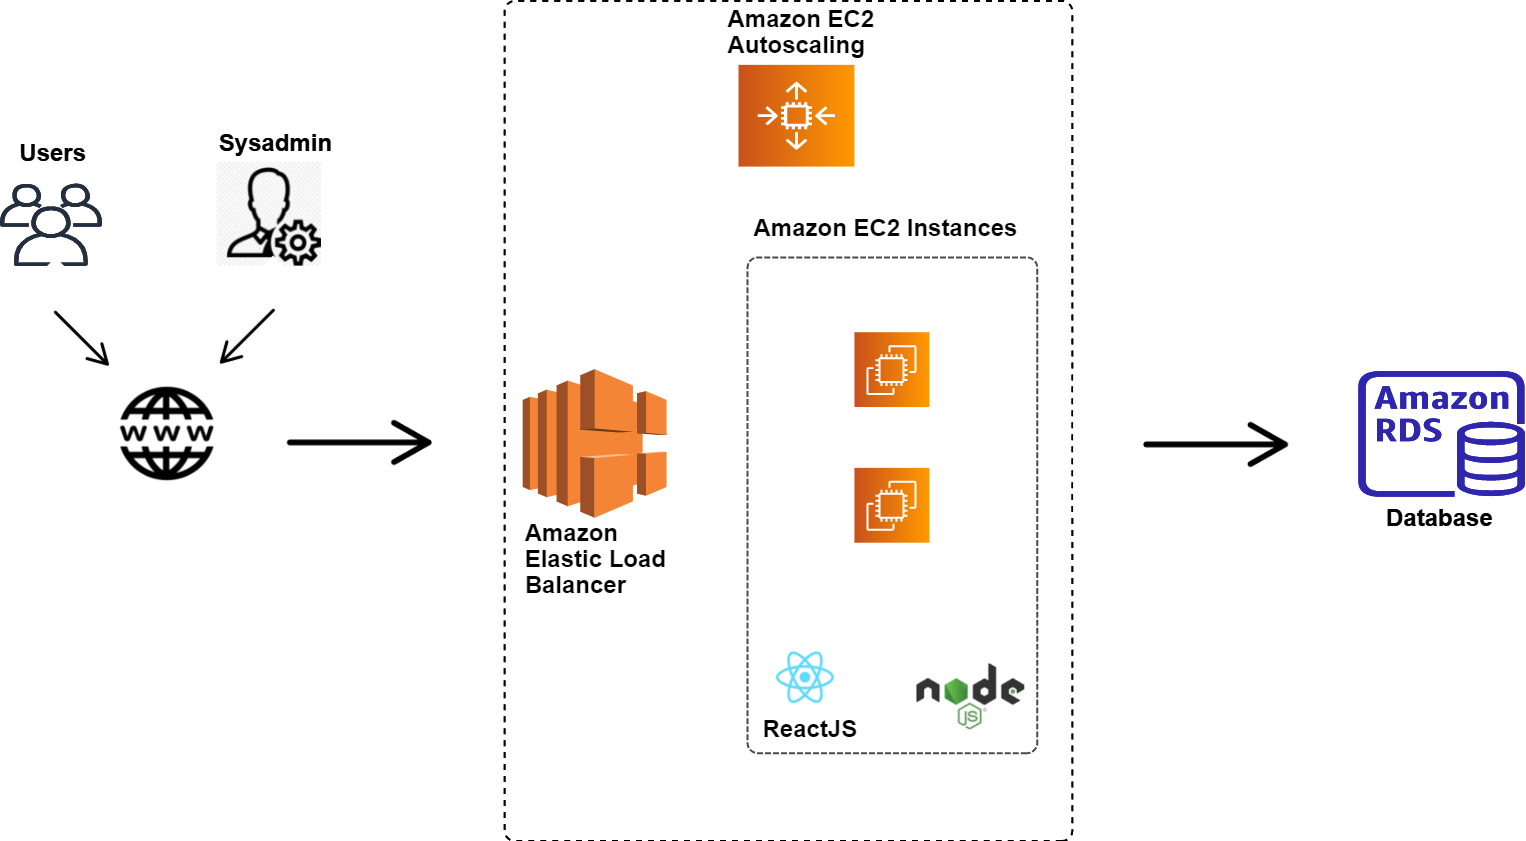 Amazon EC2
Autoscaling
Users
Sysadmin
Amazon EC2 Instances
WWW
Amazon
RDS
Database
Amazon
Elastic Load
Balancer
node
JS
ReactJS